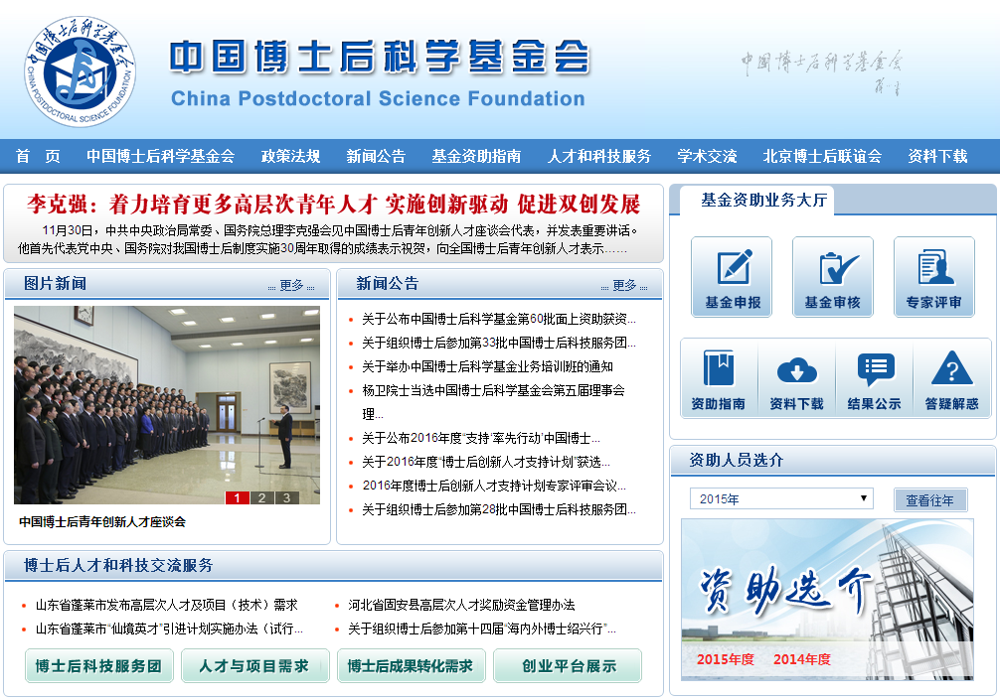 中国博士后科学基金会
CHINA POSTDOCTORAL SCIENCE FOUNDATION
中国博士后科学基金会
China Postdoctoral Science Foundation
中国博士后科学基金会
首 页 中国博士后科学基金会 政策法规 新闻公告 基金资助指南 人才和科技服务 学术交流 北京博士后联谊会 资料下载
李克强：着力培育更多高层次青年人才 实施创新驱动 促进双创发展
11月30日，中共中央政治局常委、国务院总理李克强会见中国博士后青年创新人才座谈会代表，并发表重要讲话。
他首先代表党中央、国务院对我国博士后制度实施30周年取得的成绩表示祝贺，向全国博士后青年创新人才表示……
图片新闻
更多
1 2 3
中国博士后青年创新人才座谈会
新闻公告
更多
关于公布中国博士后科学基金第60批面上资助获资...
关于组织博士后参加第33批中国博士后科技服务团...
关于举办中国博士后科学基金业务培训班的通知
杨卫院士当选中国博士后科学基金会第五届理事会
理...
关于公布2016年度“支持‘率先行动’中国博士...
关于2016年度“博士后创新人才支持计划”获选...
2016年度博士后创新人才支持计划专家评审会议...
关于组织博士后参加第28批中国博士后科技服务团...
博士后人才和科技交流服务
山东省蓬莱市发布高层次人才及项目（技术）需求
山东省蓬莱市“仙境英才”引进计划实施办法（试行...
河北省固安县高层次人才奖励资金管理办法
关于组织博士后参加第十四届“海内外博士绍兴行”...
博士后科技服务团 人才与项目需求 博士后成果转化需求 创业平台展示
基金资助业务大厅
基金申报 基金审核 专家评审
资助指南 资料下载 结果公示 答疑解惑
资助人员选介
2015年
查看往年
资助选介
2015年度 2014年度